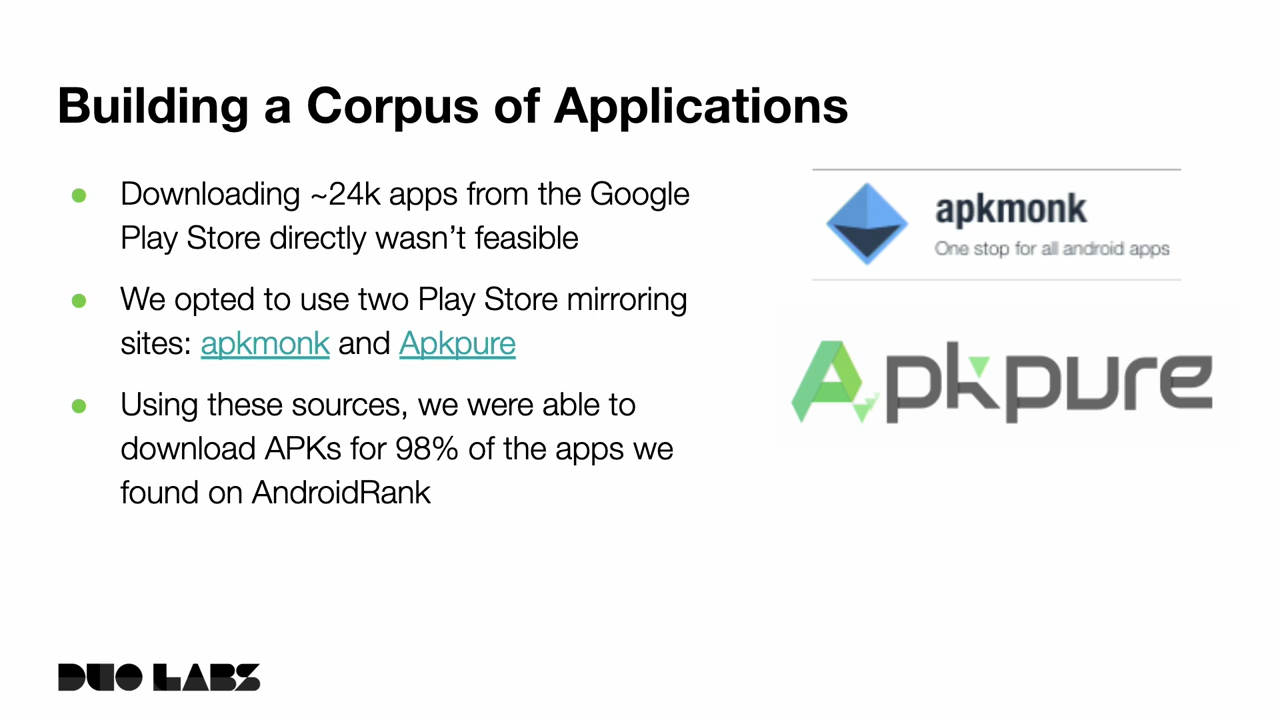 Building a Corpus of Applications
● Downloading ~24k apps from the Google
Play Store directly wasn’t feasible
● We opted to use two Play Store mirroring
sites: apkmonk and Apkpure
● Using these sources, we were able to
download APKs for 98% of the apps we
found on AndroidRank
apkmonk
One stop for all android apps
Apkpure
DUO LABS